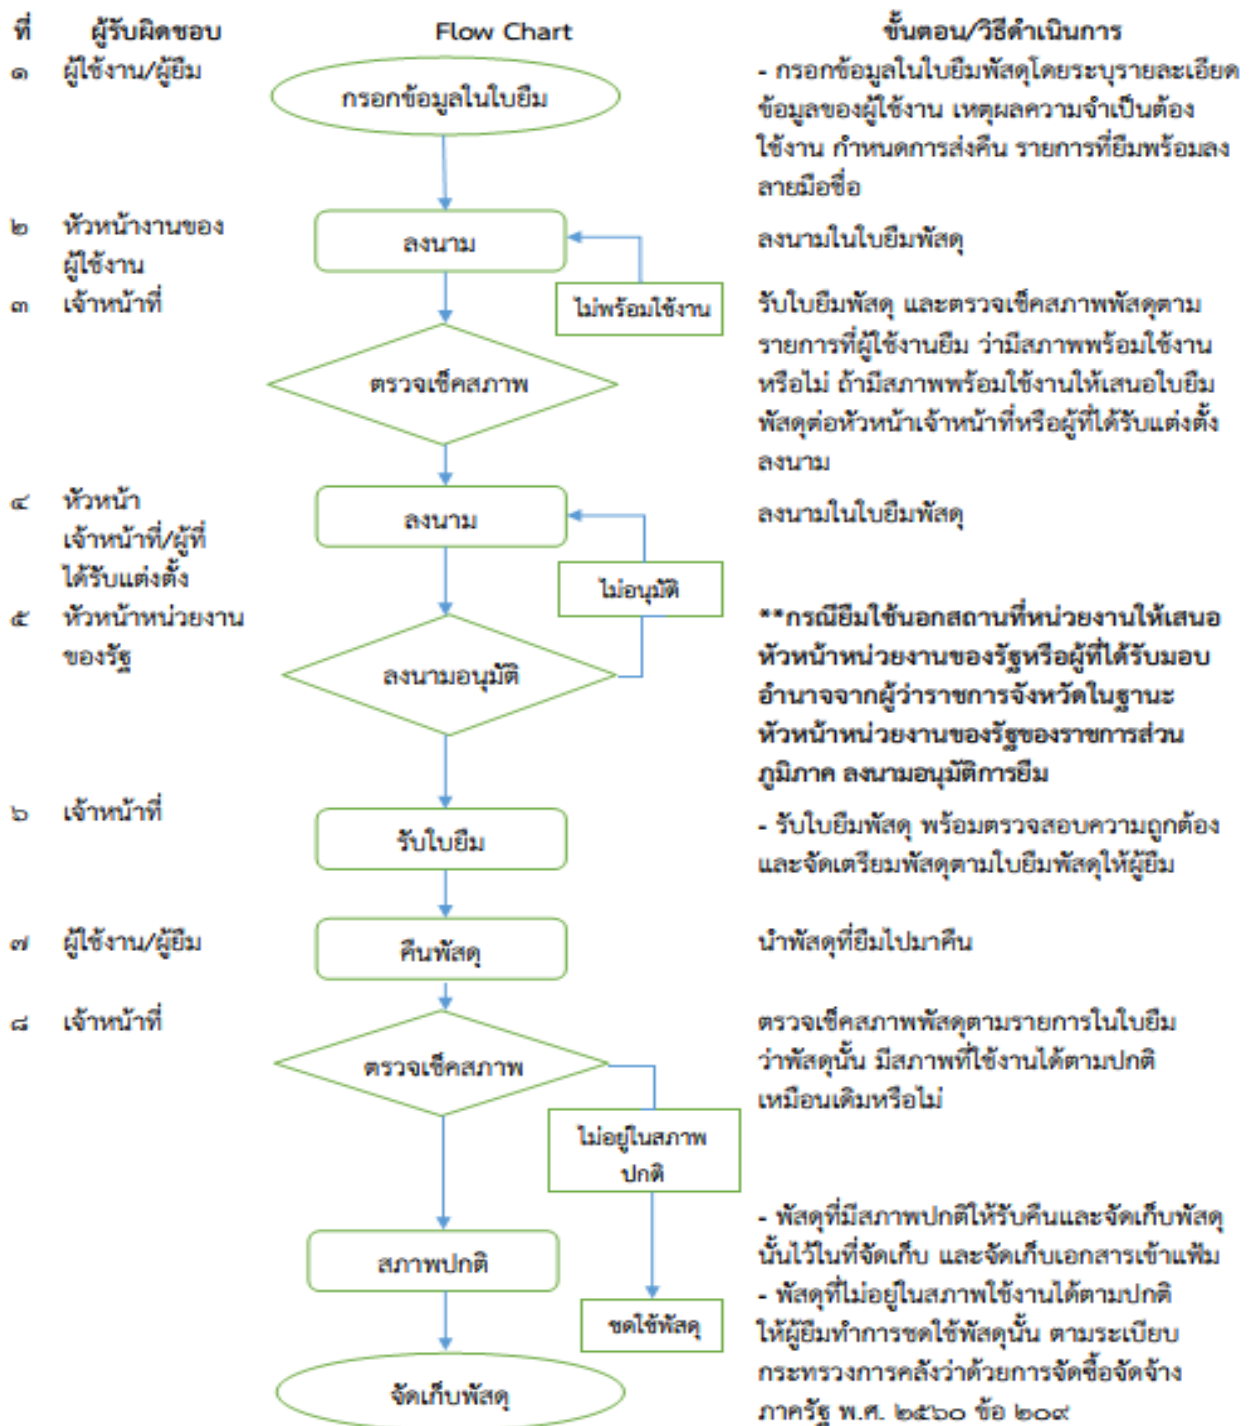 ที่ ผู้รับผิดชอบ Flow Chart ขั้นตอน/วิธีดำเนินการ
๑ ผู้ใช้งาน/ผู้ยืม
กรอกข้อมูลในใบยืม
- กรอกข้อมูลในใบยืมพัสดุโดยระบุรายละเอียด
ข้อมูลของผู้ใช้งาน เหตุผลความจำเป็นต้อง
ใช้งาน กำหนดการส่งคืน รายการที่ยืมพร้อมลง
ลายมือชื่อ
๒ หัวหน้างานของ
ผู้ใช้งาน
ลงนาม
ลงนามในใบยืมพัสดุ
ไม่พร้อมใช้งาน
๓ เจ้าหน้าที่
ตรวจเช็คสภาพ
รับใบยืมพัสดุ และตรวจเช็คสภาพพัสดุตาม
รายการที่ผู้ใช้งานยืม ว่ามีสภาพพร้อมใช้งาน
หรือไม่ ถ้ามีสภาพพร้อมใช้งานให้เสนอใบยืม
พัสดุต่อหัวหน้าเจ้าหน้าที่หรือผู้ที่ได้รับแต่งตั้ง
ลงนาม
๔ หัวหน้า
เจ้าหน้าที่/ผู้ที่
ได้รับแต่งตั้ง
ลงนาม
ลงนามในใบยืมพัสดุ
ไม่อนุมัติ
๕ หัวหน้าหน่วยงาน
ของรัฐ
ลงนามอนุมัติ
**กรณียืมใช้นอกสถานที่หน่วยงานให้เสนอ
หัวหน้าหน่วยงานของรัฐหรือผู้ที่ได้รับมอบ
อำนาจจากผู้ว่าราชการจังหวัดในฐานะ
หัวหน้าหน่วยงานของรัฐของราชการส่วน
ภูมิภาค ลงนามอนุมัติการยืม
๖ เจ้าหน้าที่
รับใบยืม
- รับใบยืมพัสดุ พร้อมตรวจสอบความถูกต้อง
และจัดเตรียมพัสดุตามใบยืมพัสดุให้ผู้ยืม
๗ ผู้ใช้งาน/ผู้ยืม
คืนพัสดุ
นำพัสดุที่ยืมไปมาคืน
๘ เจ้าหน้าที่
ตรวจเช็คสภาพ
ตรวจเช็คสภาพพัสดุตามรายการในใบยืม
ว่าพัสดุนั้น มีสภาพที่ใช้งานได้ตามปกติ
เหมือนเดิมหรือไม่
ไม่อยู่ในสภาพ
ปกติ
สภาพปกติ
ชดใช้พัสดุ
จัดเก็บพัสดุ
- พัสดุที่มีสภาพปกติให้รับคืนและจัดเก็บพัสดุ
นั้นไว้ในที่จัดเก็บ และจัดเก็บเอกสารเข้าแฟ้ม
- พัสดุที่ไม่อยู่ในสภาพใช้งานได้ตามปกติ
ให้ผู้ยืมทำการชดใช้พัสดุนั้น ตามระเบียบ
กระทรวงการคลังว่าด้วยการจัดซื้อจัดจ้าง
ภาครัฐ พ.ศ. ๒๕๖๐ ข้อ ๒๐๙